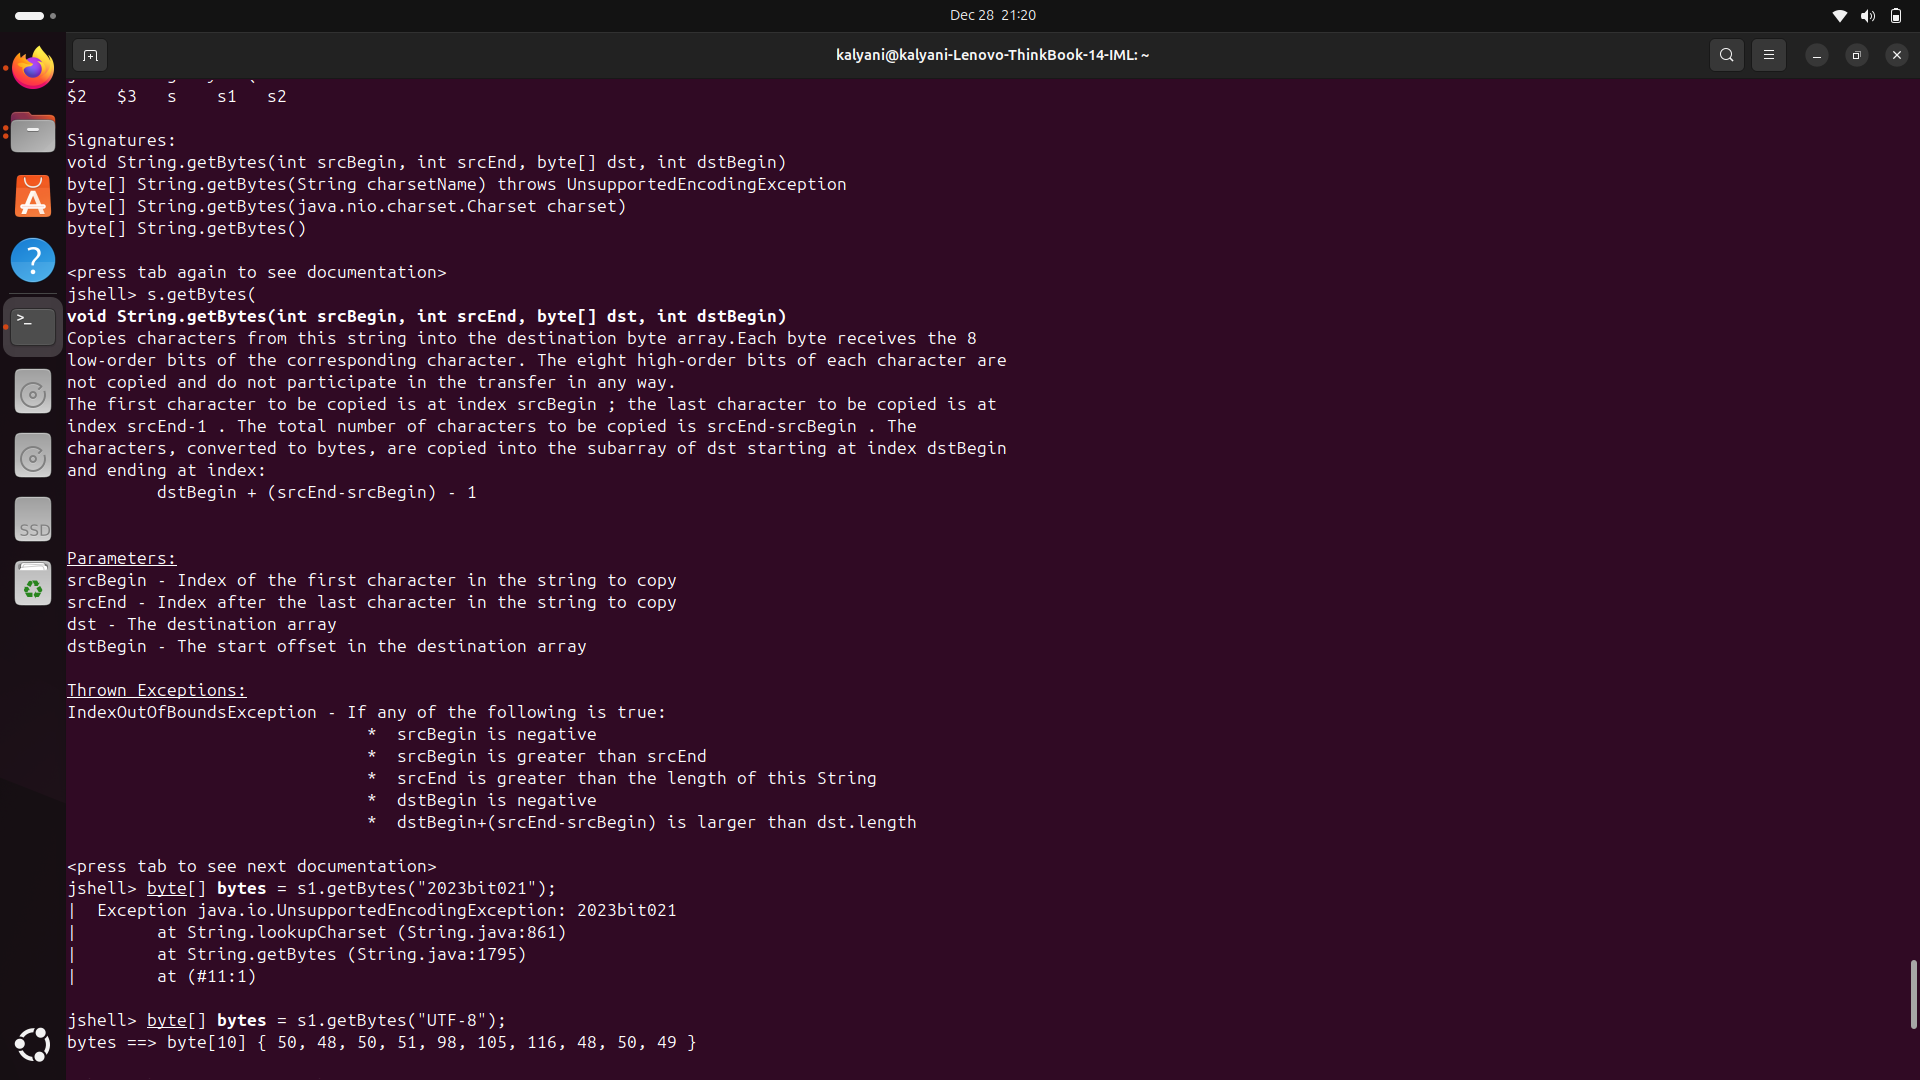 Dec 28 21:20
kalyani@kalyani-Lenovo-ThinkBook-14-IML: ~
$2 $3 s s1 s2
Signatures:
void String.getBytes(int srcBegin, int srcEnd, byte[] dst, int dstBegin)
byte[] String.getBytes(String charsetName) throws UnsupportedEncodingException
byte[] String.getBytes(java.nio.charset.Charset charset)
byte[] String.getBytes()
<press tab again to see documentation>
jshell> s.getBytes(
void String.getBytes(int srcBegin, int srcEnd, byte[] dst, int dstBegin)
Copies characters from this string into the destination byte array.Each byte receives the 8
low-order bits of the corresponding character. The eight high-order bits of each character are
not copied and do not participate in the transfer in any way.
The first character to be copied is at index srcBegin ; the last character to be copied is at
index srcEnd-1 . The total number of characters to be copied is srcEnd-srcBegin . The
characters, converted to bytes, are copied into the subarray of dst starting at index dstBegin
and ending at index:
dstBegin + (srcEnd-srcBegin) - 1
Parameters:
srcBegin - Index of the first character in the string to copy
srcEnd - Index after the last character in the string to copy
dst - The destination array
dstBegin - The start offset in the destination array
Thrown Exceptions:
IndexOutOfBoundsException - If any of the following is true:
* srcBegin is negative
* srcBegin is greater than srcEnd
* srcEnd is greater than the length of this String
* dstBegin is negative
* dstBegin+(srcEnd-srcBegin) is larger than dst.length
<press tab to see next documentation>
jshell> byte[] bytes = s1.getBytes("2023bit021");
| Exception java.io.UnsupportedEncodingException: 2023bit021
| at String.lookupCharset (String.java:861)
| at String.getBytes (String.java:1795)
| at (#11:1)
jshell> byte[] bytes = s1.getBytes("UTF-8");
bytes ==> byte[10] { 50, 48, 50, 51, 98, 105, 116, 48, 50, 49 }
SSD